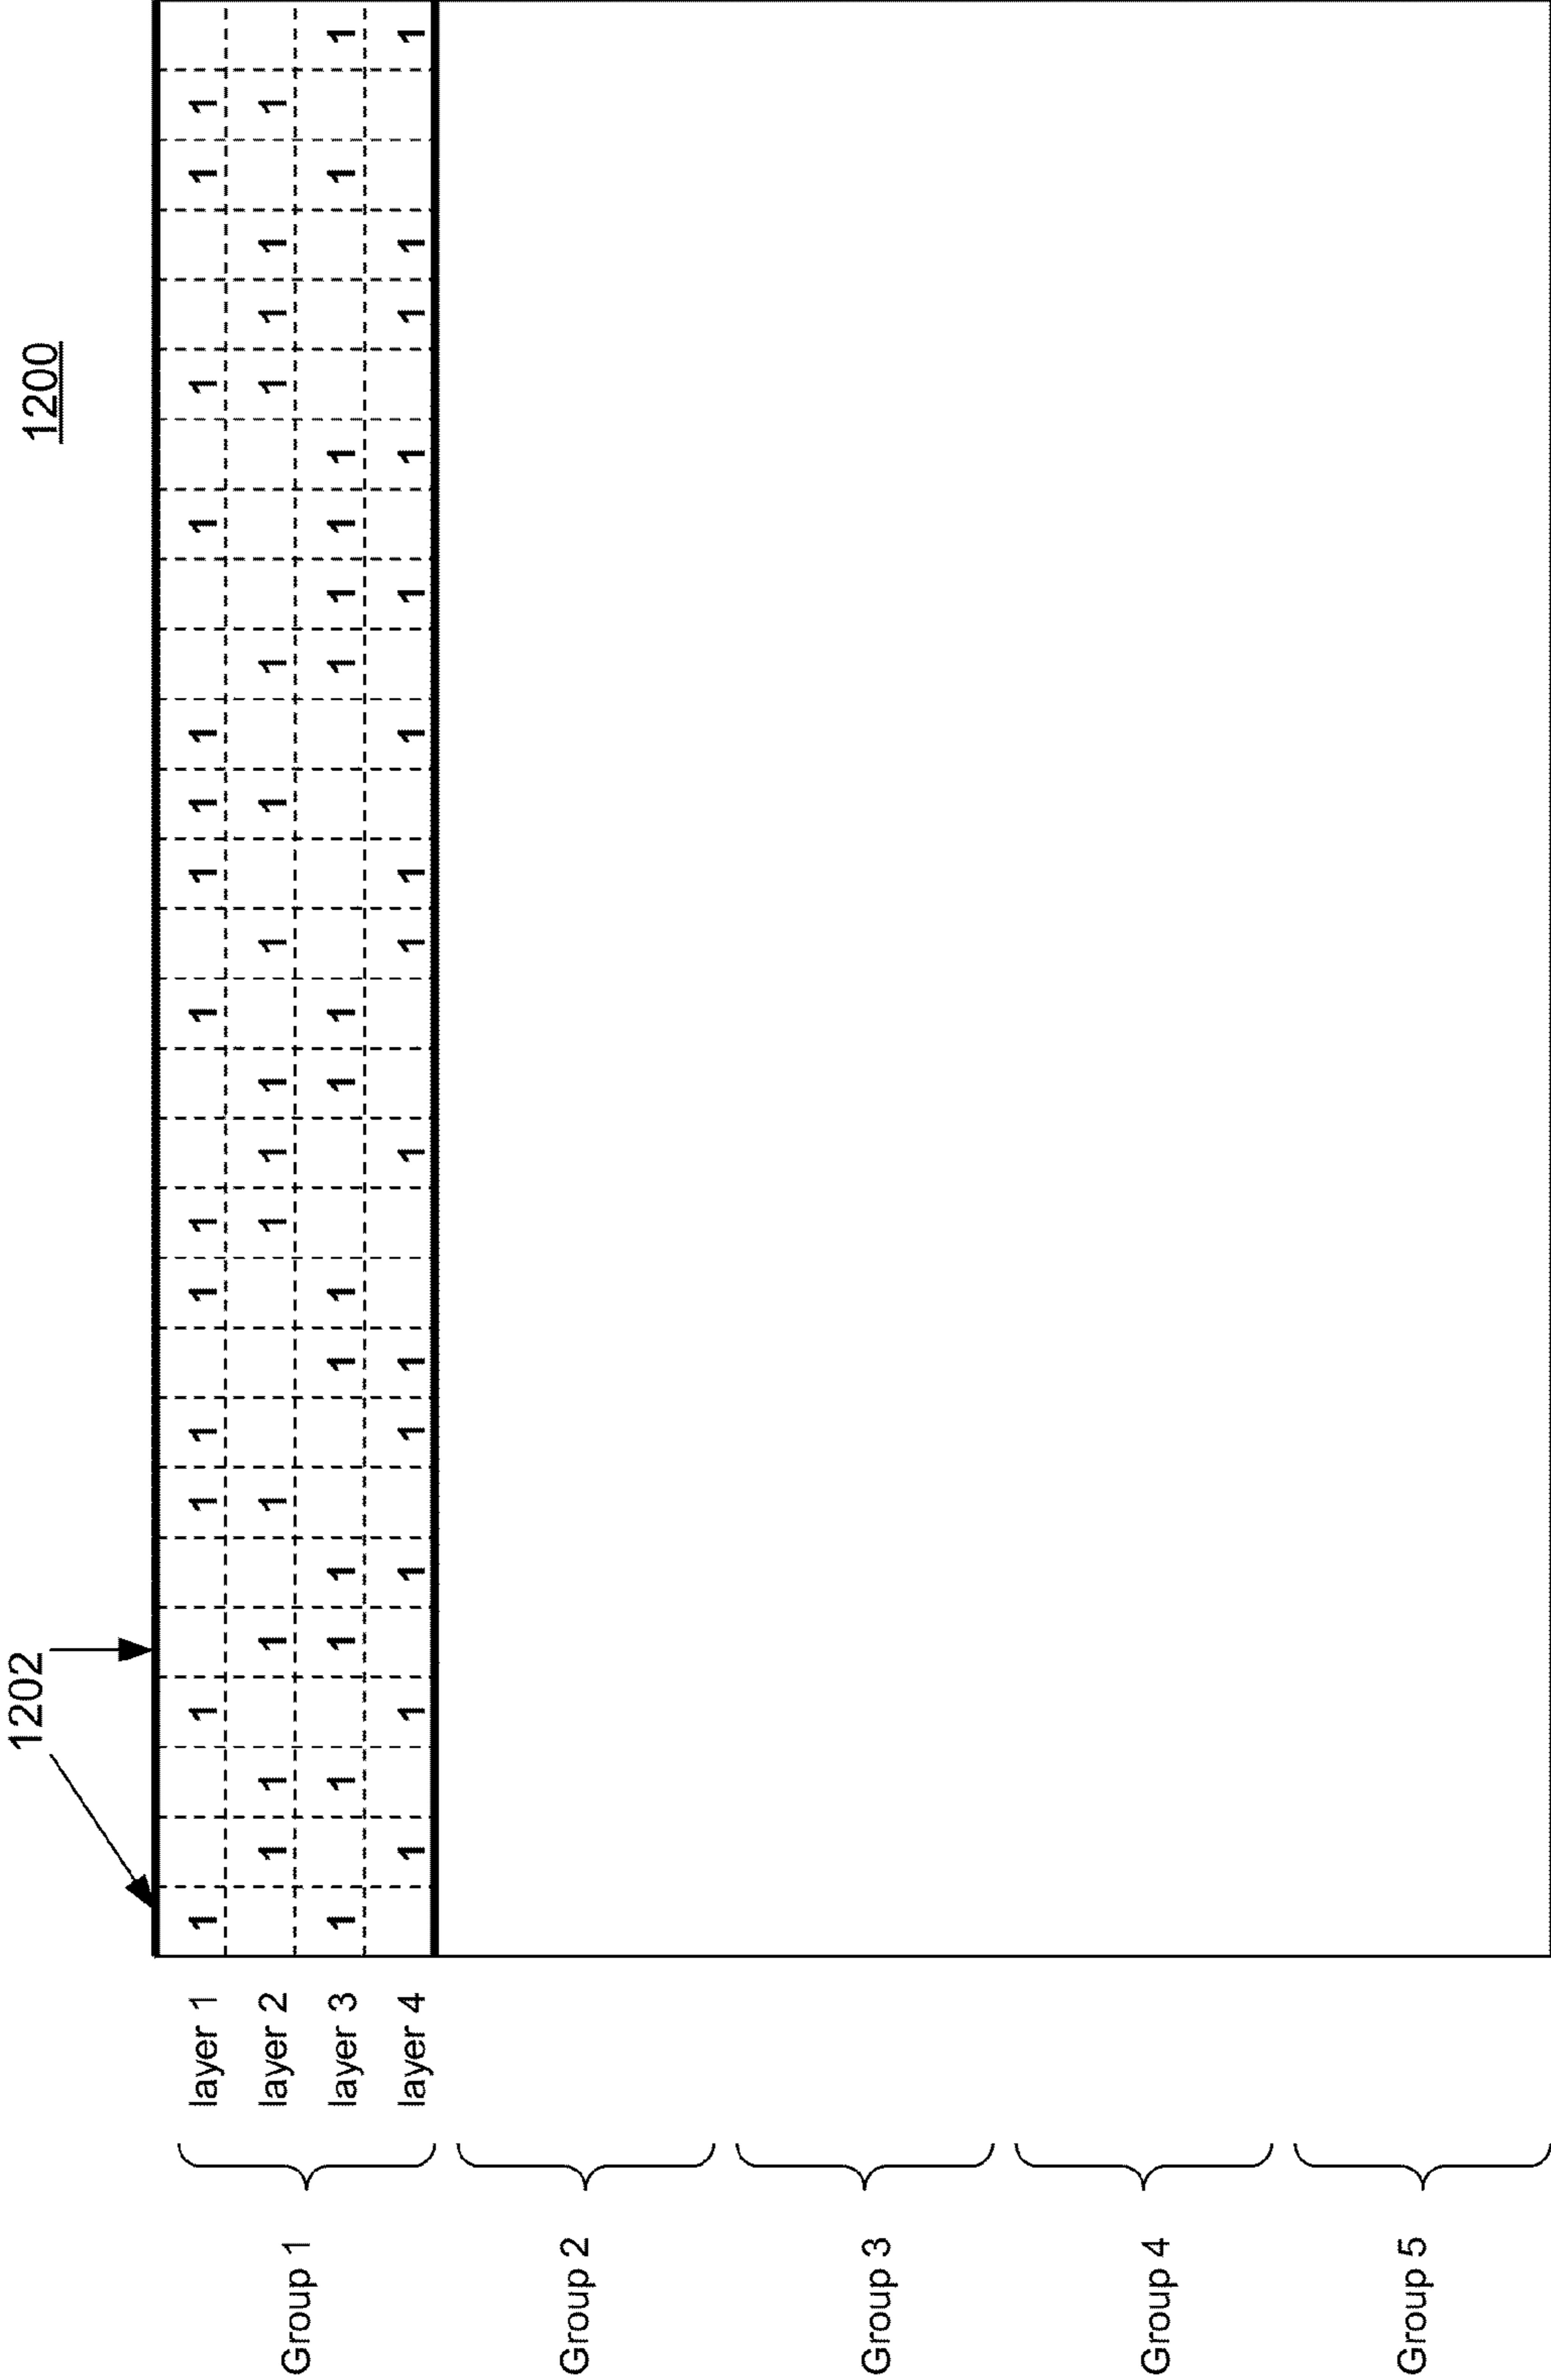 1202
1200
layer 1 1 1 1 1 1 1 1 1 1 1 1 1 1 1
layer 2 1 1 1 1 1 1 1 1 1 1 1 1 1 1
Group 1
layer 3 1 1 1 1 1 1 1 1 1 1 1 1 1 1
layer 4 1 1 1 1 1 1 1 1 1 1 1 1 1 1
Group 2
Group 3
Group 4
Group 5